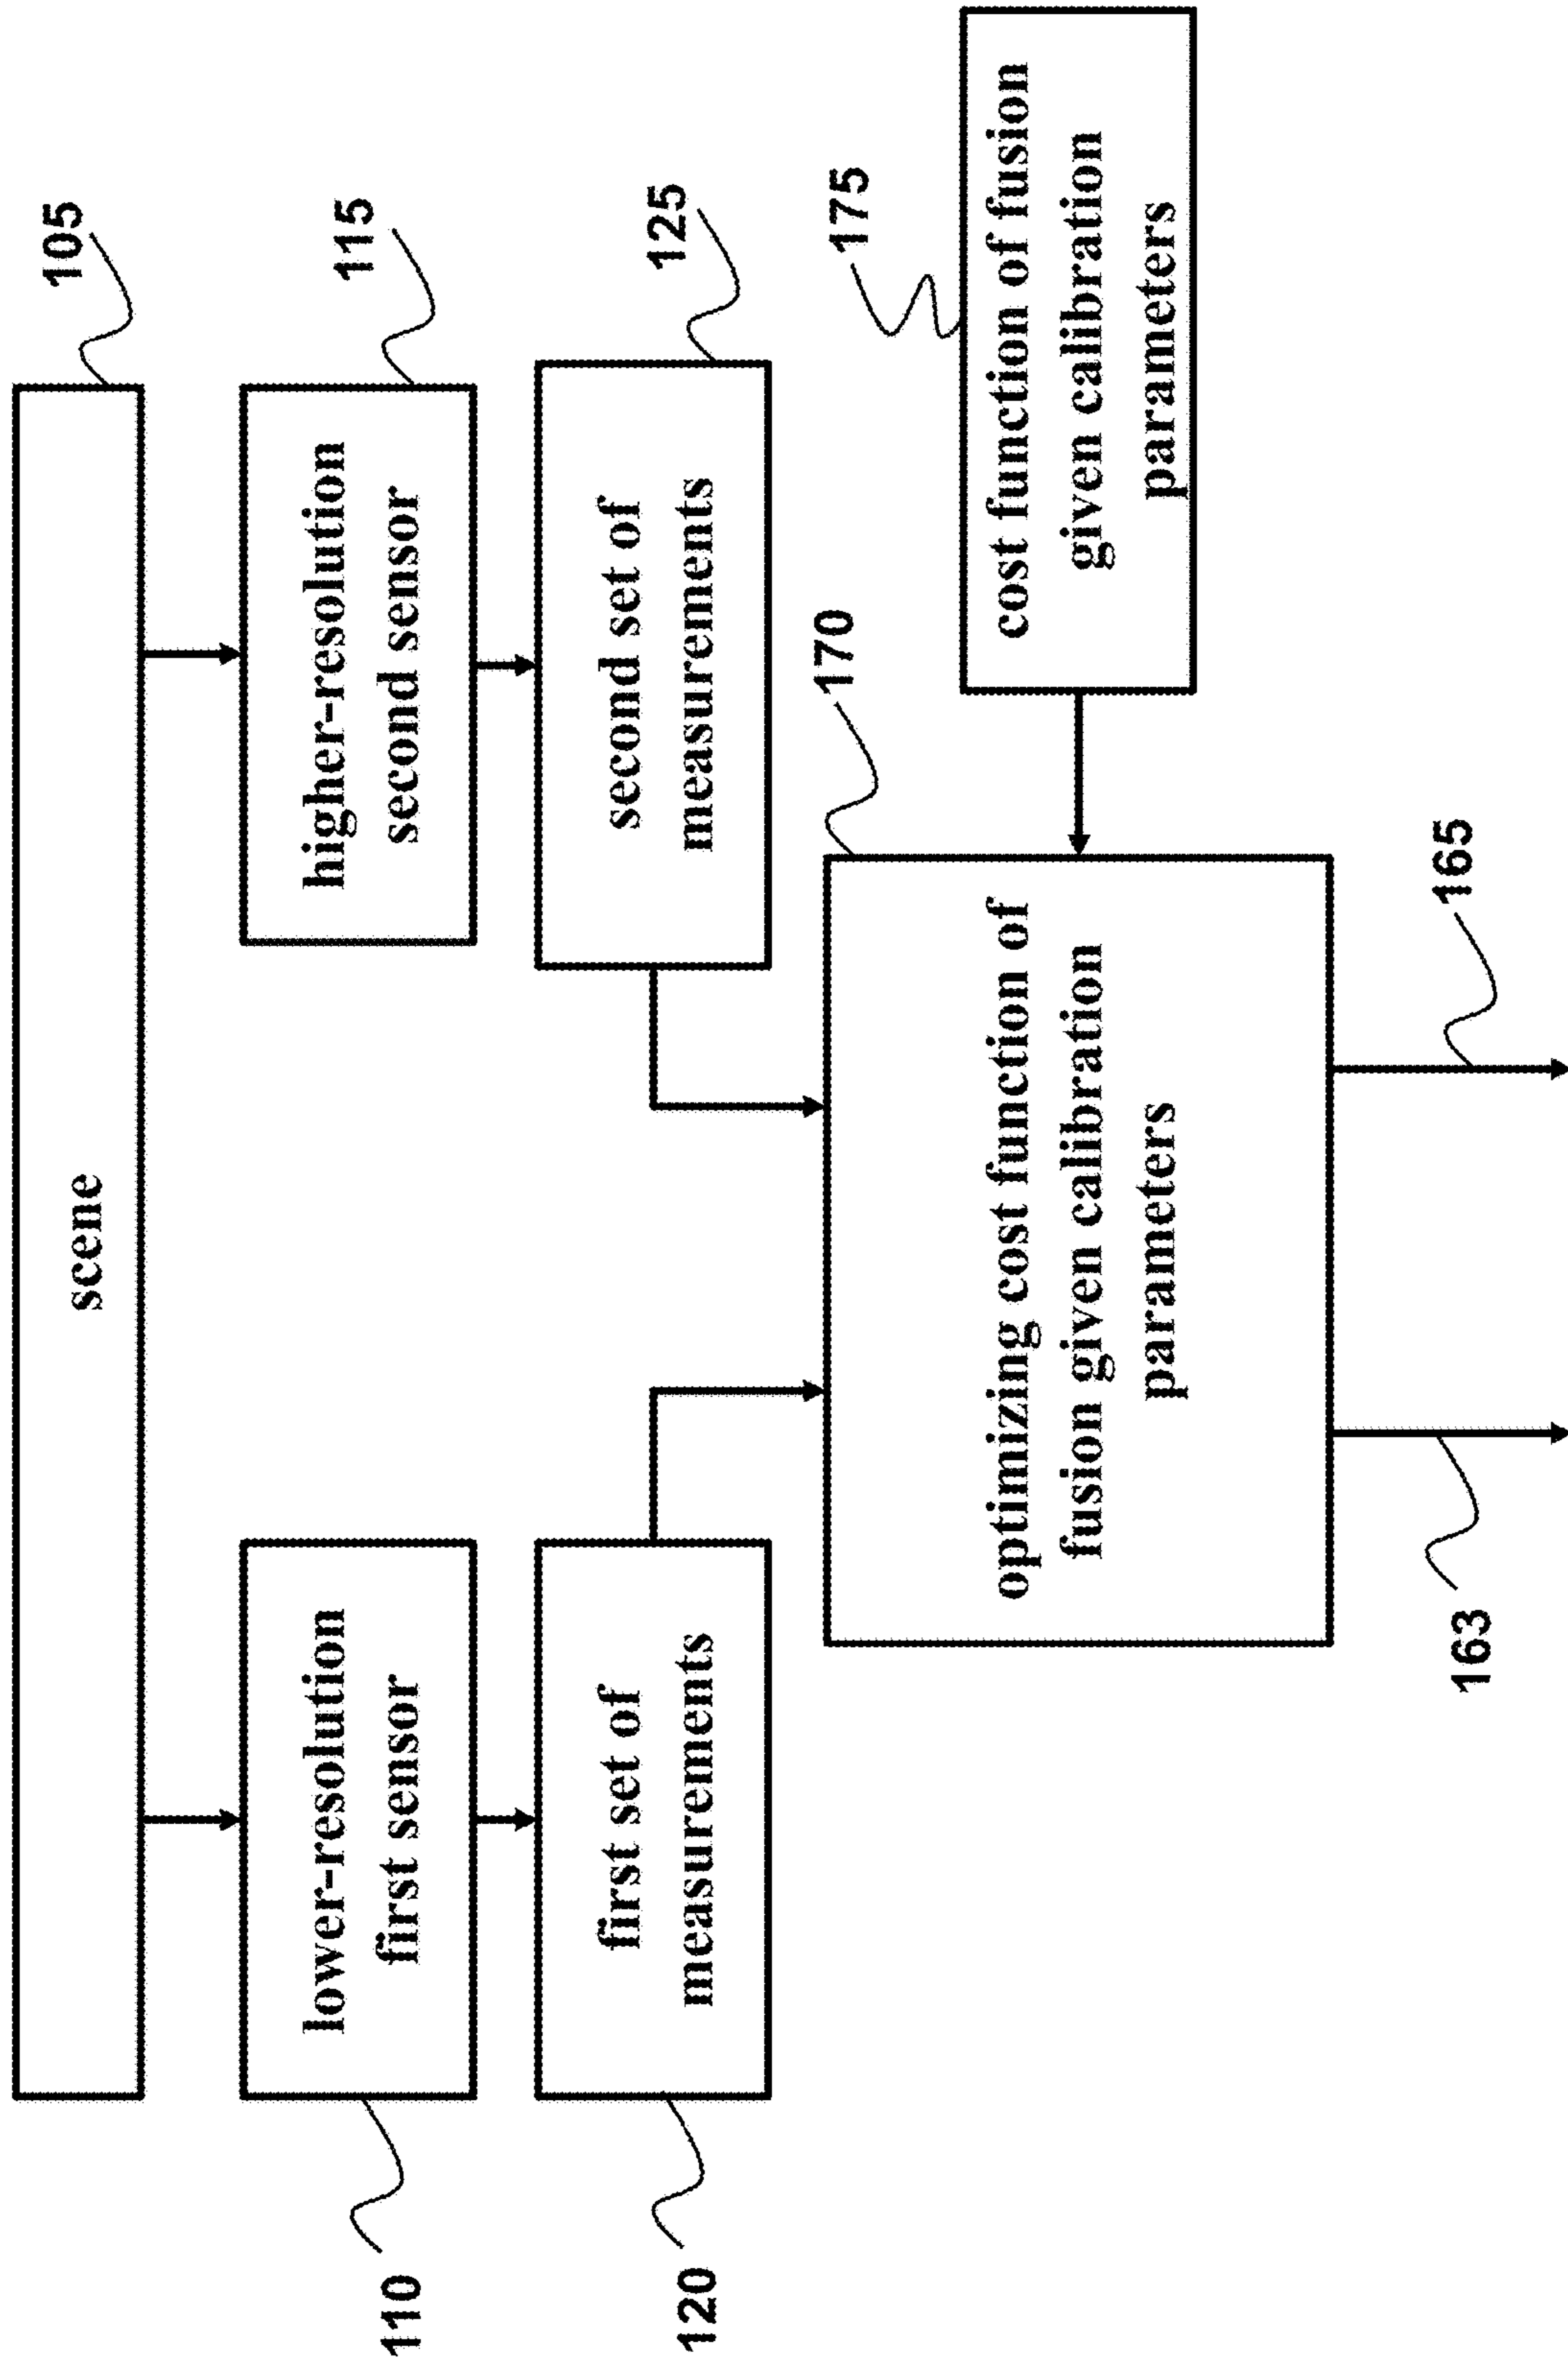 scene
105
lower-resolution
first sensor
110
higher-resolution
second sensor
115
first set of
measurements
120
second set of
measurements
125
optimizing cost function of
fusion given calibration
parameters
170
cost function of fusion
given calibration
parameters
175
163
165